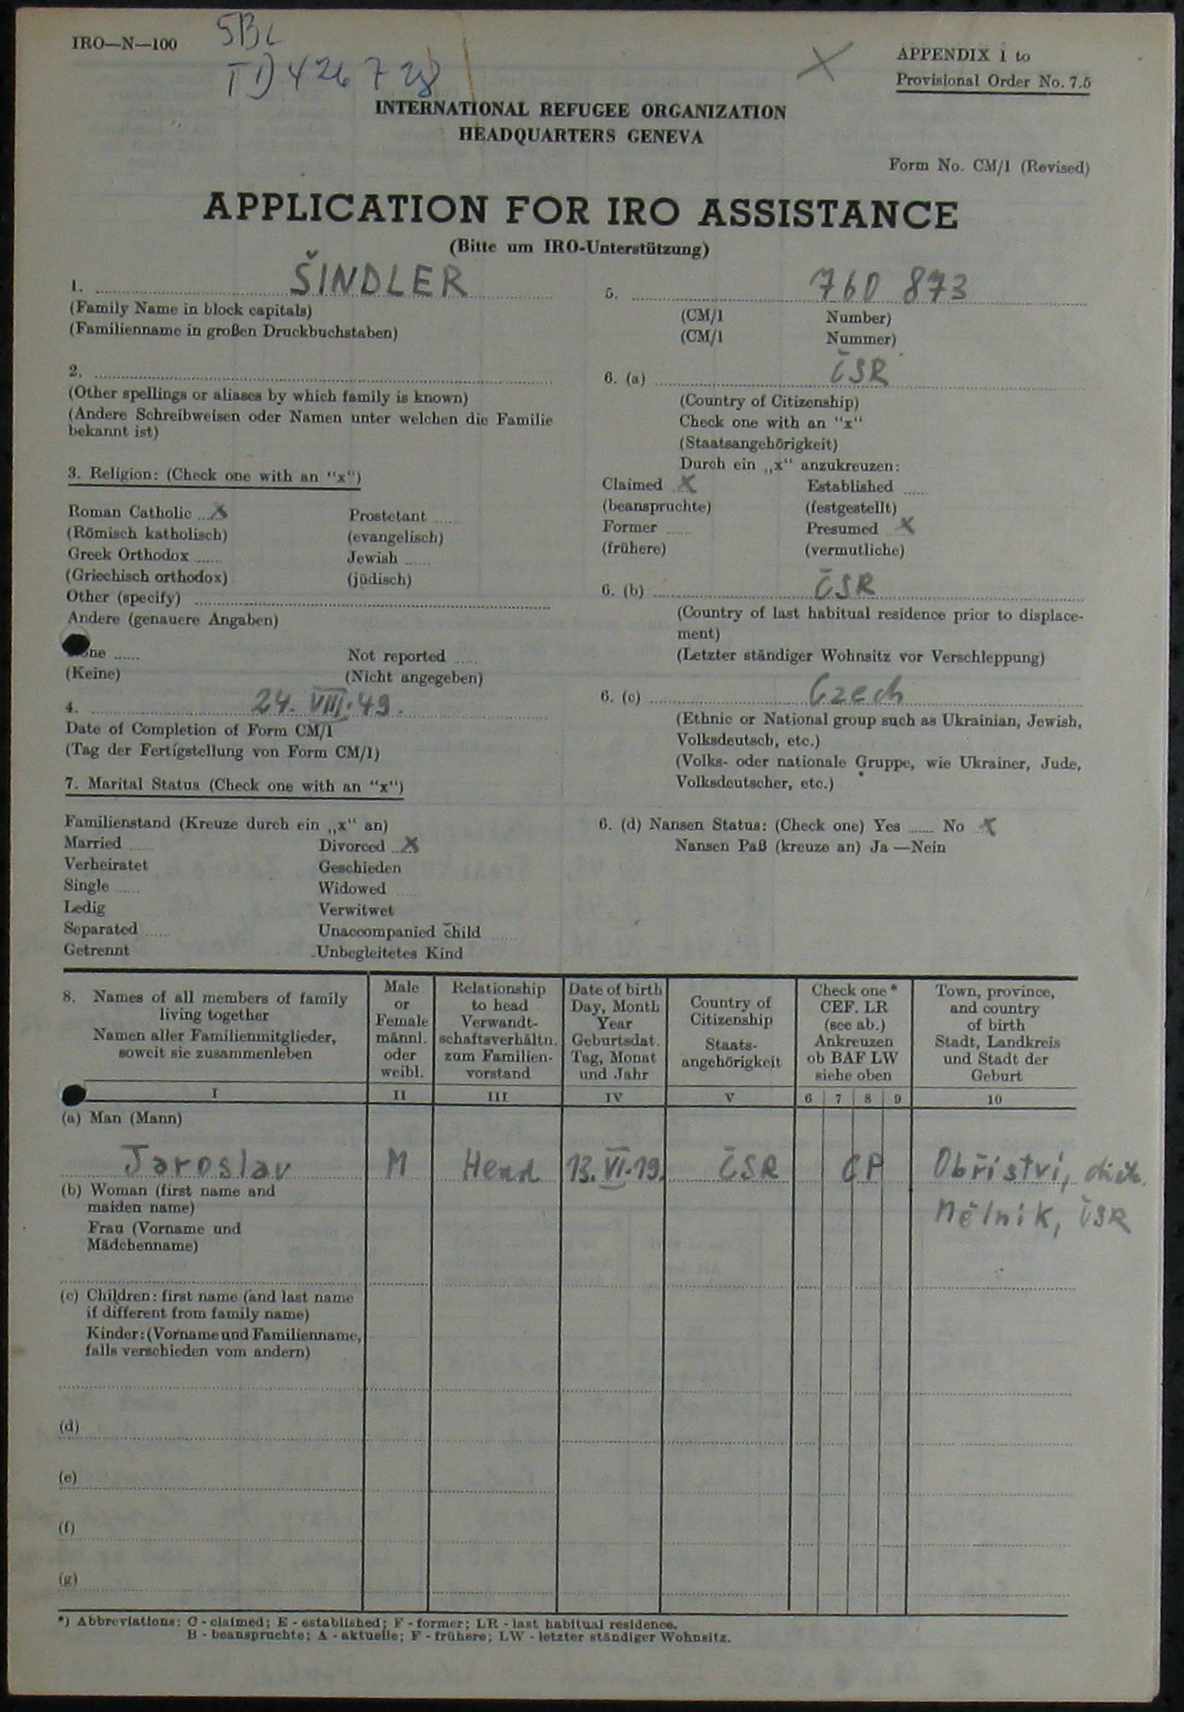 IRO—N—100
SBL
TD 426 728
APPENDIX 1 to
Provisional Order No. 7.5
INTERNATIONAL REFUGEE ORGANIZATION
HEADQUARTERS GENEVA
Form No. CM/1 (Revised)
APPLICATION FOR IRO ASSISTANCE
(Bitte um IRO-Unterstützung)
1. ŠINDLER
(Family Name in block capitals)
(Familienname in großen Druckbuchstaben)
2.
(Other spellings or aliases by which family is known)
(Andere Schreibweisen oder Namen unter welchen die Familie
bekannt ist)
3. Religion: (Check one with an "x")
Roman Catholic x
Prostetant
(Römisch katholisch)
(evangelisch)
Greek Orthodox
Jewish
(Griechisch orthodox)
(jüdisch)
Other (specify)
Andere (genauere Angaben)
ne
Not reported
(Keine)
(Nicht angegeben)
4. 24. VIII. 49.
Date of Completion of Form CM/1
(Tag der Fertigstellung von Form CM/1)
5. 760 873
(CM/1 Number)
(CM/1 Nummer)
6. (a) ČSR
(Country of Citizenship)
Check one with an "x"
(Staatsangehörigkeit)
Durch ein „x" anzukreuzen:
Claimed x
Established
(beanspruchte)
(festgestellt)
Former
Presumed x
(frühere)
(vermutliche)
6. (b) ČSR
(Country of last habitual residence prior to displace-
ment)
(Letzter ständiger Wohnsitz vor Verschleppung)
6. (c) Czech
(Ethnic or National group such as Ukrainian, Jewish,
Volksdeutsch, etc.)
(Volks- oder nationale Gruppe, wie Ukrainer, Jude,
Volksdeutscher, etc.)
7. Marital Status (Check one with an "x")
Familienstand (Kreuze durch ein „x" an)
Married
Divorced x
Verheiratet
Geschieden
Single
Widowed
Ledig
Verwitwet
Separated
Unaccompanied child
Getrennt
Unbegleitetes Kind
6. (d) Nansen Status: (Check one) Yes No x
Nansen Paß (kreuze an) Ja —Nein
8. Names of all members of family
living together
Namen aller Familienmitglieder,
soweit sie zusammenleben
Male
or
Female
männl.
oder
weibl.
Relationship
to head
Verwandt-
schaftsverhältn.
zum Familien-
vorstand
Date of birth
Day, Month
Year
Geburtsdat.
Tag, Monat
und Jahr
Country of
Citizenship
Staats-
angehörigkeit
Check one *
CEF. LR
(see ab.)
Ankreuzen
ob BAF LW
siehe oben
Town, province,
and country
of birth
Stadt, Landkreis
und Stadt der
Geburt
I II III IV V 6 7 8 9 10
(a) Man (Mann)
Jaroslav M Head 13. VI. 19. ČSR C P Obříství,
Mělník, ČSR
(b) Woman (first name and
maiden name)
Frau (Vorname und
Mädchenname)
(c) Children: first name (and last name
if different from family name)
Kinder: (Vorname und Familienname,
falls verschieden vom andern)
(d)
(e)
(f)
(g)
*) Abbreviations: C - claimed; E - established; F - former; LR - last habitual residence.
B - beanspruchte; A - aktuelle; F - frühere; LW - letzter ständiger Wohnsitz.